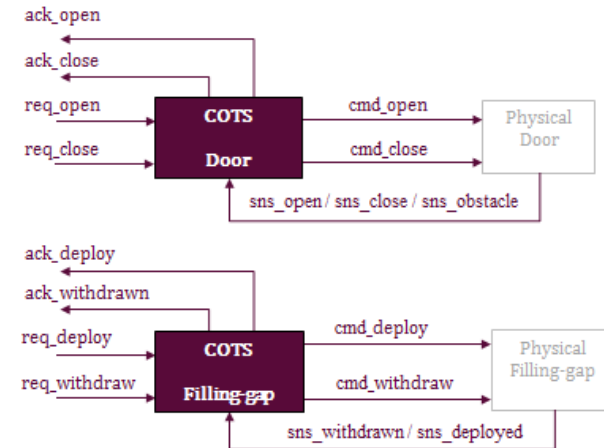 ack_open
ack_close
req_open
req_close
COTS
Door
cmd_open
cmd_close
Physical
Door
sns_open / sns_close / sns_obstacle
ack_deploy
ack_withdrawn
req_deploy
req_withdraw
COTS
Filling-gap
cmd_deploy
cmd_withdraw
Physical
Filling-gap
sns_withdrawn / sns_deployed